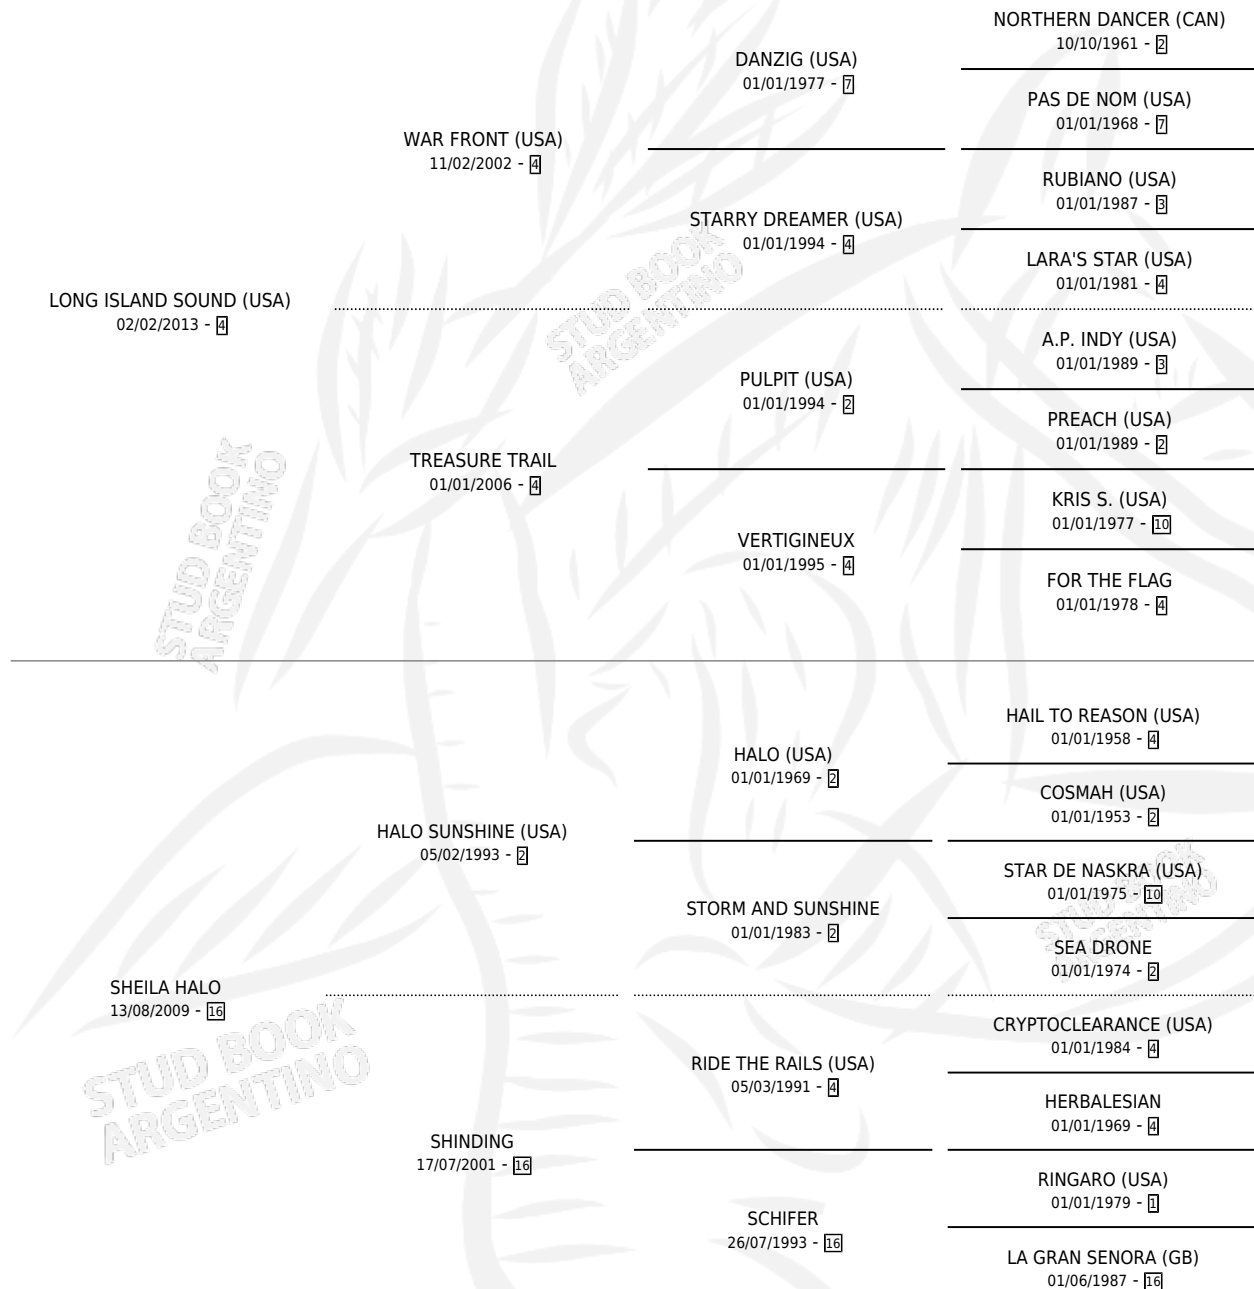 NORTHERN DANCER (CAN)
10/10/1961 - 2
DANZIG (USA)
01/01/1977 - 7
PAS DE NOM (USA)
01/01/1968 - 7
WAR FRONT (USA)
11/02/2002 - 4
RUBIANO (USA)
01/01/1987 - 3
STARRY DREAMER (USA)
01/01/1994 - 4
LARA'S STAR (USA)
01/01/1981 - 4
LONG ISLAND SOUND (USA)
02/02/2013 - 4
A.P. INDY (USA)
01/01/1989 - 3
PULPIT (USA)
01/01/1994 - 2
PREACH (USA)
01/01/1989 - 2
TREASURE TRAIL
01/01/2006 - 4
KRIS S. (USA)
01/01/1977 - 10
VERTIGINEUX
01/01/1995 - 4
FOR THE FLAG
01/01/1978 - 4
HAIL TO REASON (USA)
01/01/1958 - 4
HALO (USA)
01/01/1969 - 2
COSMAH (USA)
01/01/1953 - 2
HALO SUNSHINE (USA)
05/02/1993 - 2
STAR DE NASKRA (USA)
01/01/1975 - 10
STORM AND SUNSHINE
01/01/1983 - 2
SEA DRONE
01/01/1974 - 2
SHEILA HALO
13/08/2009 - 16
CRYPTOCLEARANCE (USA)
01/01/1984 - 4
RIDE THE RAILS (USA)
05/03/1991 - 4
HERBALESIAN
01/01/1969 - 4
SHINDING
17/07/2001 - 16
RINGARO (USA)
01/01/1979 - 1
SCHIFER
26/07/1993 - 16
LA GRAN SENORA (GB)
01/06/1987 - 16
STUD BOOK
ARGENTINO
STUD BOOK
ARGENTINO
STUD BOOK
ARGENTINO
STUD BOOK
ARGENTINO